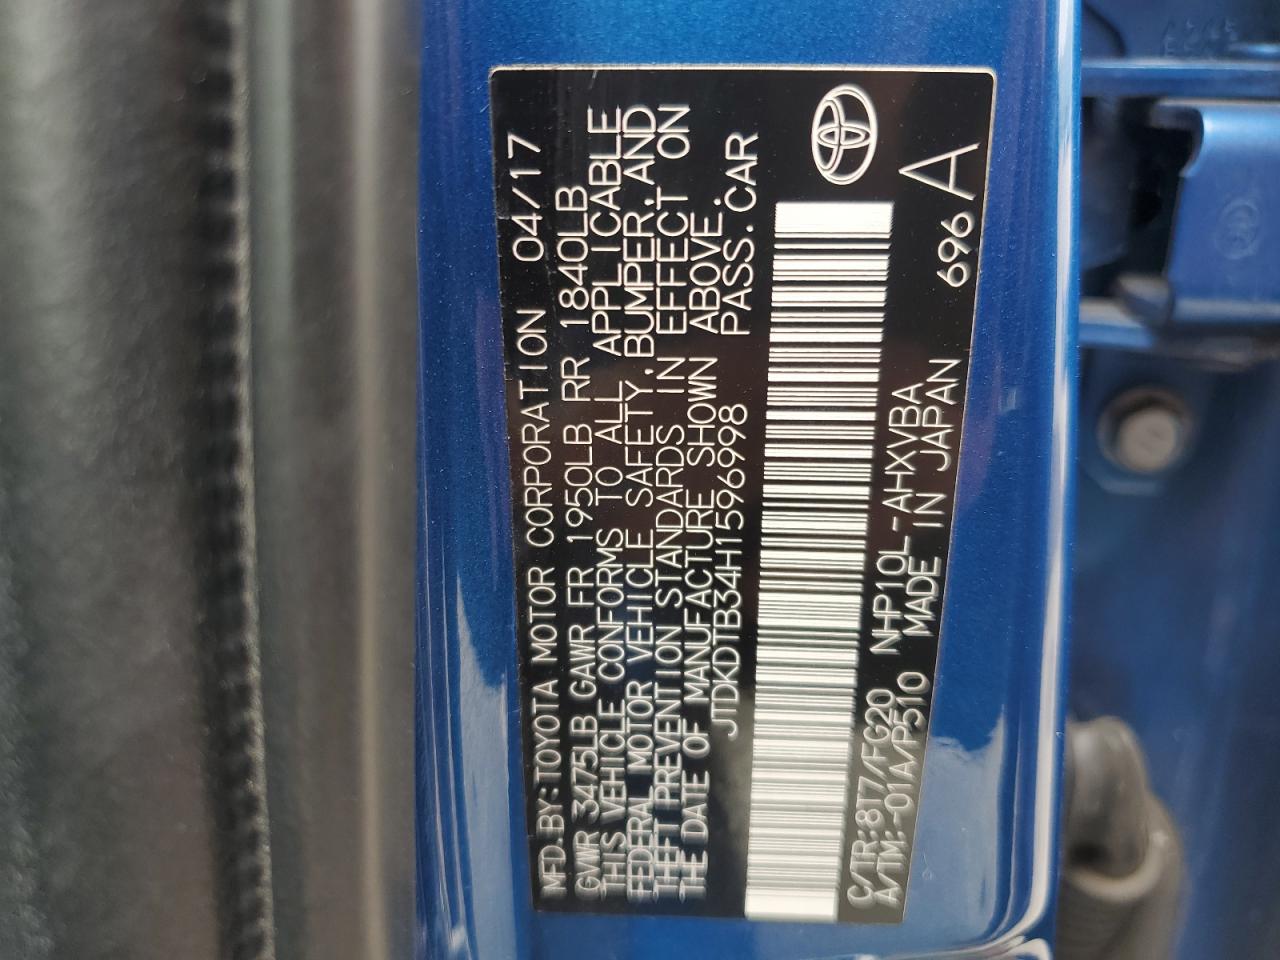 MFD.BY:TOYOTA MOTOR CORPORATION 04/17
GVWR 3475LB GAWR FR 1950LB RR 1840LB
THIS VEHICLE CONFORMS TO ALL APPLICABLE
FEDERAL MOTOR VEHICLE SAFETY,BUMPER,AND
THEFT PREVENTION STANDARDS IN EFFECT ON
THE DATE OF MANUFACTURE SHOWN ABOVE.
JTDKDTB34H1596998 PASS.CAR
C/TR:8T7/FG20 NHP10L-AHXVBA 696
A/TM:-01A/P510 MADE IN JAPAN A